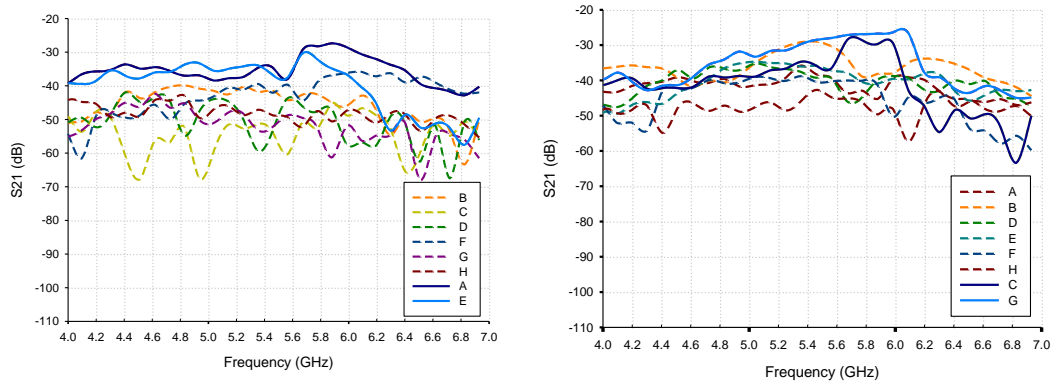 -20
-30
-40
-50
-60
-70
-80
-90
-100
-110
S21 (dB)
4.0 4.2 4.4 4.6 4.8 5.0 5.2 5.4 5.6 5.8 6.0 6.2 6.4 6.6 6.8 7.0
Frequency (GHz)
B
C
D
F
G
H
A
E
-20
-30
-40
-50
-60
-70
-80
-90
-100
-110
S21 (dB)
4.0 4.2 4.4 4.6 4.8 5.0 5.2 5.4 5.6 5.8 6.0 6.2 6.4 6.6 6.8 7.0
Frequency (GHz)
A
B
D
E
F
H
C
G